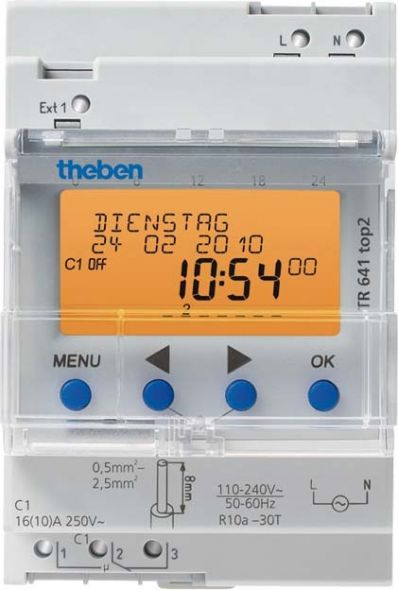 L N
Ext 1
theben
0 6 12 18 24
DIENSTAG
24 02 2010
C1 OFF
10:54 00
2
TR 641 top2
MENU OK
0,5mm²–
2,5mm²
8mm
110-240V~
50-60Hz
R10a –30T
L N
C1
16(10)A 250V~
C1
1 2 3
µ